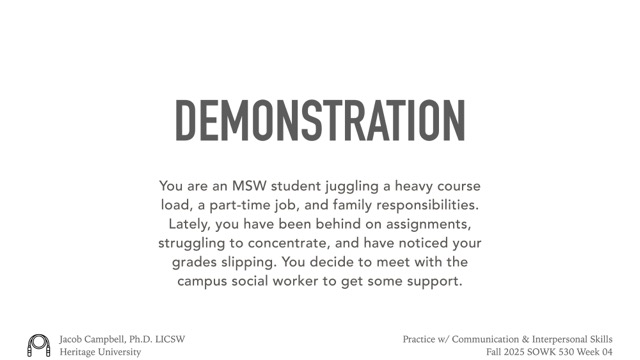 DEMONSTRATION
You are an MSW student juggling a heavy course
load, a part-time job, and family responsibilities.
Lately, you have been behind on assignments,
struggling to concentrate, and have noticed your
grades slipping. You decide to meet with the
campus social worker to get some support.
Jacob Campbell, Ph.D. LICSW
Heritage University
Practice w/ Communication & Interpersonal Skills
Fall 2025 SOWK 530 Week 04